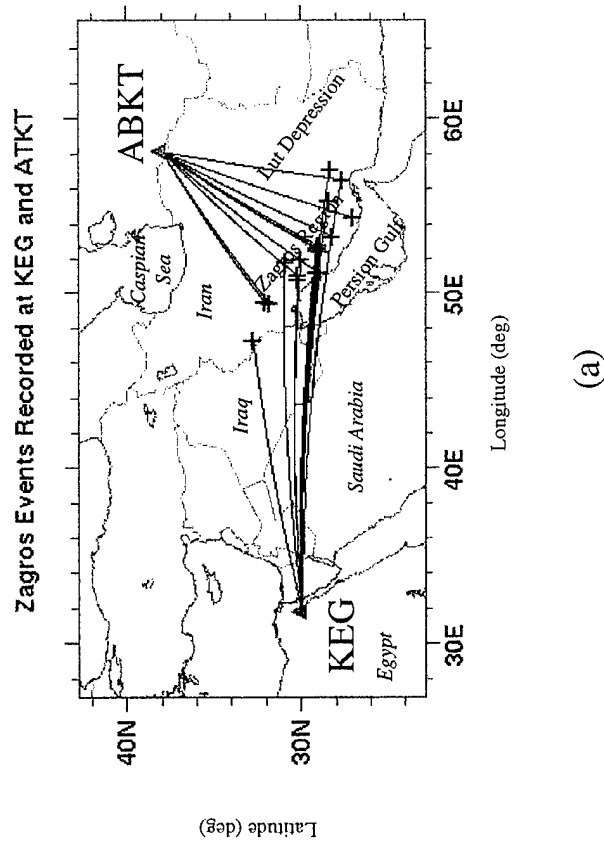 Zagros Events Recorded at KEG and ATKT
40N
30N
Latitude (deg)
30E
40E
50E
60E
Longitude (deg)
ABKT
KEG
Caspian
Sea
Iran
Iraq
Lut Depression
Zagros Region
Persion Gulf
Saudi Arabia
Egypt
(a)